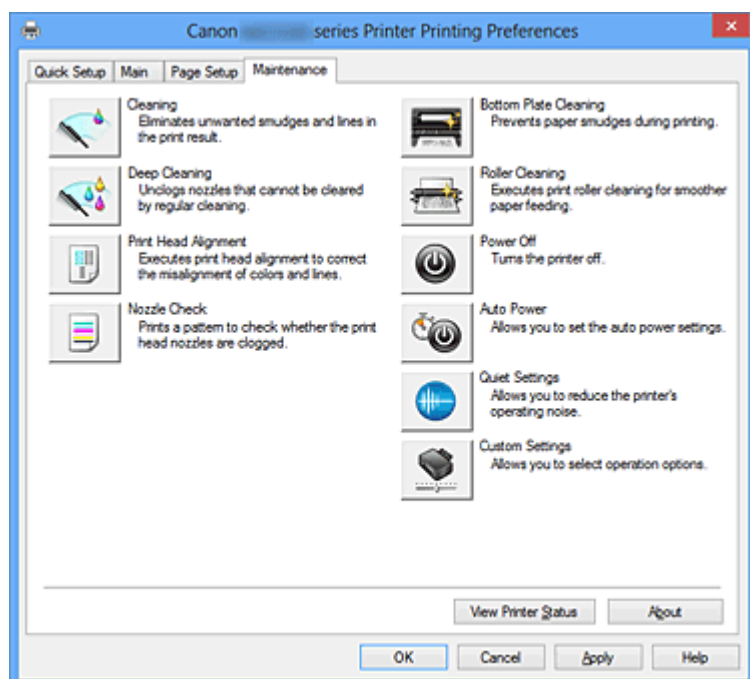 Canon series Printer Printing Preferences
Quick Setup Main Page Setup Maintenance
Cleaning
Eliminates unwanted smudges and lines in
the print result.
Deep Cleaning
Unclogs nozzles that cannot be cleared
by regular cleaning.
Print Head Alignment
Executes print head alignment to correct
the misalignment of colors and lines.
Nozzle Check
Prints a pattern to check whether the print
head nozzles are clogged.
Bottom Plate Cleaning
Prevents paper smudges during printing.
Roller Cleaning
Executes print roller cleaning for smoother
paper feeding.
Power Off
Turns the printer off.
Auto Power
Allows you to set the auto power settings.
Quiet Settings
Allows you to reduce the printer's
operating noise.
Custom Settings
Allows you to select operation options.
View Printer Status About
OK Cancel Apply Help